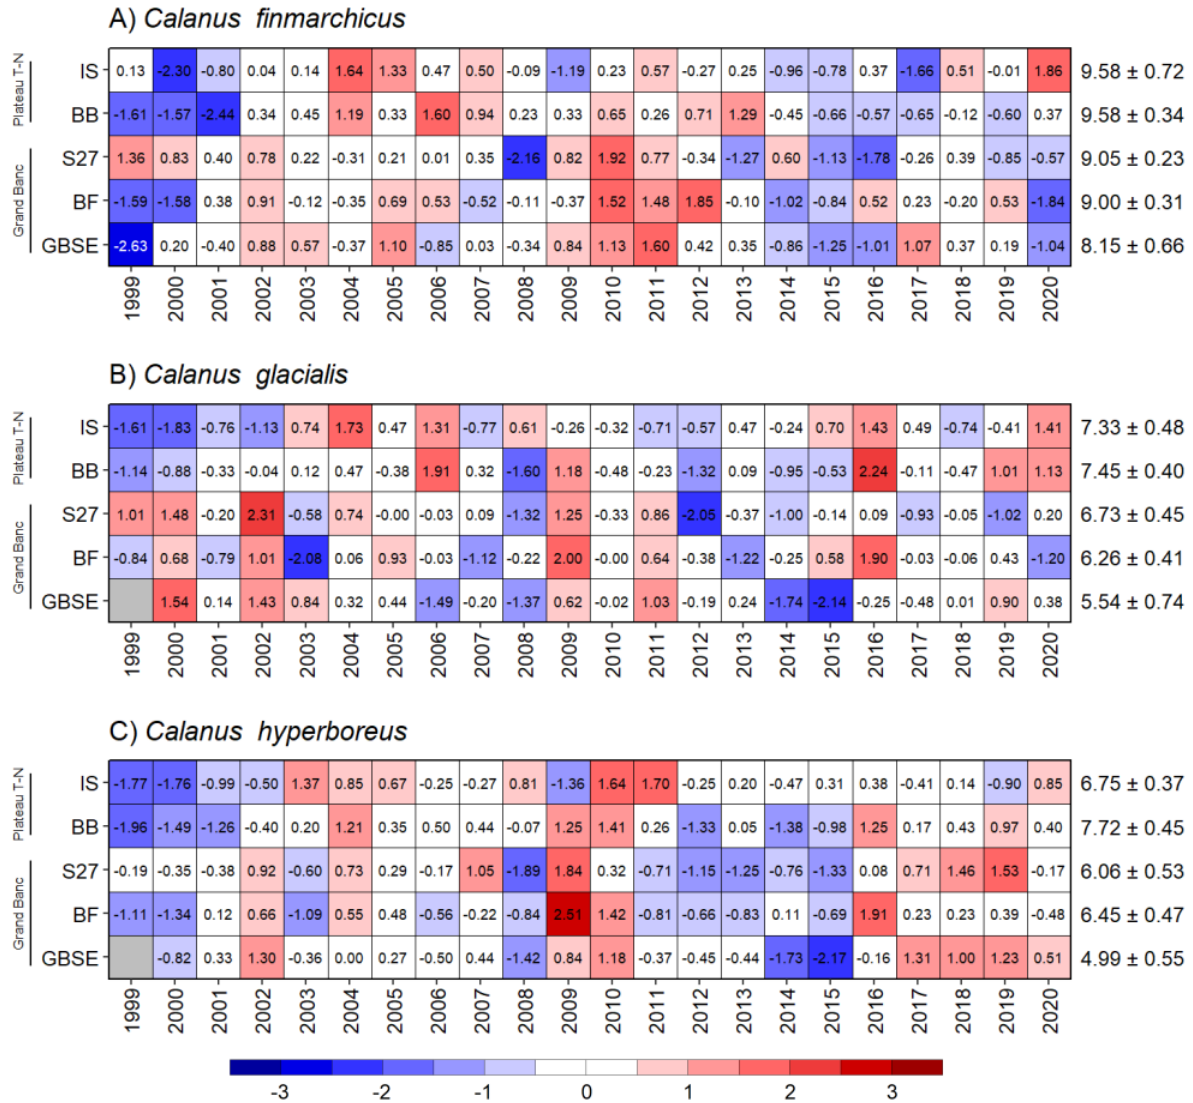 A) Calanus finmarchicus
Plateau T-N
Grand Banc
IS 0.13 -2.30 -0.80 0.04 0.14 1.64 1.33 0.47 0.50 -0.09 -1.19 0.23 0.57 -0.27 0.25 -0.96 -0.78 0.37 -1.66 0.51 -0.01 1.86 9.58 ± 0.72
BB -1.61 -1.57 -2.44 0.34 0.45 1.19 0.33 1.60 0.94 0.23 0.33 0.65 0.26 0.71 1.29 -0.45 -0.66 -0.57 -0.65 -0.12 -0.60 0.37 9.58 ± 0.34
S27 1.36 0.83 0.40 0.78 0.22 -0.31 0.21 0.01 0.35 -2.16 0.82 1.92 0.77 -0.34 -1.27 0.60 -1.13 -1.78 -0.26 0.39 -0.85 -0.57 9.05 ± 0.23
BF -1.59 -1.58 0.38 0.91 -0.12 -0.35 0.69 0.53 -0.52 -0.11 -0.37 1.52 1.48 1.85 -0.10 -1.02 -0.84 0.52 0.23 -0.20 0.53 -1.84 9.00 ± 0.31
GBSE -2.63 0.20 -0.40 0.88 0.57 -0.37 1.10 -0.85 0.03 -0.34 0.84 1.13 1.60 0.42 0.35 -0.86 -1.25 -1.01 1.07 0.37 0.19 -1.04 8.15 ± 0.66
1999 2000 2001 2002 2003 2004 2005 2006 2007 2008 2009 2010 2011 2012 2013 2014 2015 2016 2017 2018 2019 2020
B) Calanus glacialis
Plateau T-N
Grand Banc
IS -1.61 -1.83 -0.76 -1.13 0.74 1.73 0.47 1.31 -0.77 0.61 -0.26 -0.32 -0.71 -0.57 0.47 -0.24 0.70 1.43 0.49 -0.74 -0.41 1.41 7.33 ± 0.48
BB -1.14 -0.88 -0.33 -0.04 0.12 0.47 -0.38 1.91 0.32 -1.60 1.18 -0.48 -0.23 -1.32 0.09 -0.95 -0.53 2.24 -0.11 -0.47 1.01 1.13 7.45 ± 0.40
S27 1.01 1.48 -0.20 2.31 -0.58 0.74 -0.00 -0.03 0.09 -1.32 1.25 -0.33 0.86 -2.05 -0.37 -1.00 -0.14 0.09 -0.93 -0.05 -1.02 0.20 6.73 ± 0.45
BF -0.84 0.68 -0.79 1.01 -2.08 0.06 0.93 -0.03 -1.12 -0.22 2.00 -0.00 0.64 -0.38 -1.22 -0.25 0.58 1.90 -0.03 -0.06 0.43 -1.20 6.26 ± 0.41
GBSE 1.54 0.14 1.43 0.84 0.32 0.44 -1.49 -0.20 -1.37 0.62 -0.02 1.03 -0.19 0.24 -1.74 -2.14 -0.25 -0.48 0.01 0.90 0.38 5.54 ± 0.74
1999 2000 2001 2002 2003 2004 2005 2006 2007 2008 2009 2010 2011 2012 2013 2014 2015 2016 2017 2018 2019 2020
C) Calanus hyperboreus
Plateau T-N
Grand Banc
IS -1.77 -1.76 -0.99 -0.50 1.37 0.85 0.67 -0.25 -0.27 0.81 -1.36 1.64 1.70 -0.25 0.20 -0.47 0.31 0.38 -0.41 0.14 -0.90 0.85 6.75 ± 0.37
BB -1.96 -1.49 -1.26 -0.40 0.20 1.21 0.35 0.50 0.44 -0.07 1.25 1.41 0.26 -1.33 0.05 -1.38 -0.98 1.25 0.17 0.43 0.97 0.40 7.72 ± 0.45
S27 -0.19 -0.35 -0.38 0.92 -0.60 0.73 0.29 -0.17 1.05 -1.89 1.84 0.32 -0.71 -1.15 -1.25 -0.76 -1.33 0.08 0.71 1.46 1.53 -0.17 6.06 ± 0.53
BF -1.11 -1.34 0.12 0.66 -1.09 0.55 0.48 -0.56 -0.22 -0.84 2.51 1.42 -0.81 -0.66 -0.83 0.11 -0.69 1.91 0.23 0.23 0.39 -0.48 6.45 ± 0.47
GBSE -0.82 0.33 1.30 -0.36 0.00 0.27 -0.50 0.44 -1.42 0.84 1.18 -0.37 -0.45 -0.44 -1.73 -2.17 -0.16 1.31 1.00 1.23 0.51 4.99 ± 0.55
1999 2000 2001 2002 2003 2004 2005 2006 2007 2008 2009 2010 2011 2012 2013 2014 2015 2016 2017 2018 2019 2020
-3 -2 -1 0 1 2 3